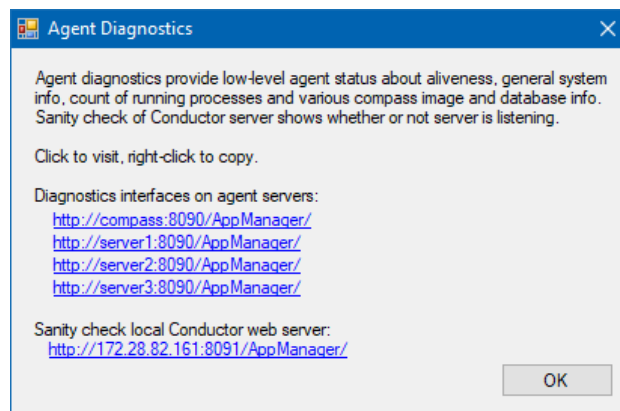 Agent Diagnostics
Agent diagnostics provide low-level agent status about aliveness, general system
info, count of running processes and various compass image and database info.
Sanity check of Conductor server shows whether or not server is listening.
Click to visit, right-click to copy.
Diagnostics interfaces on agent servers:
http://compass:8090/AppManager/
http://server1:8090/AppManager/
http://server2:8090/AppManager/
http://server3:8090/AppManager/
Sanity check local Conductor web server:
http://172.28.82.161:8091/AppManager/
OK